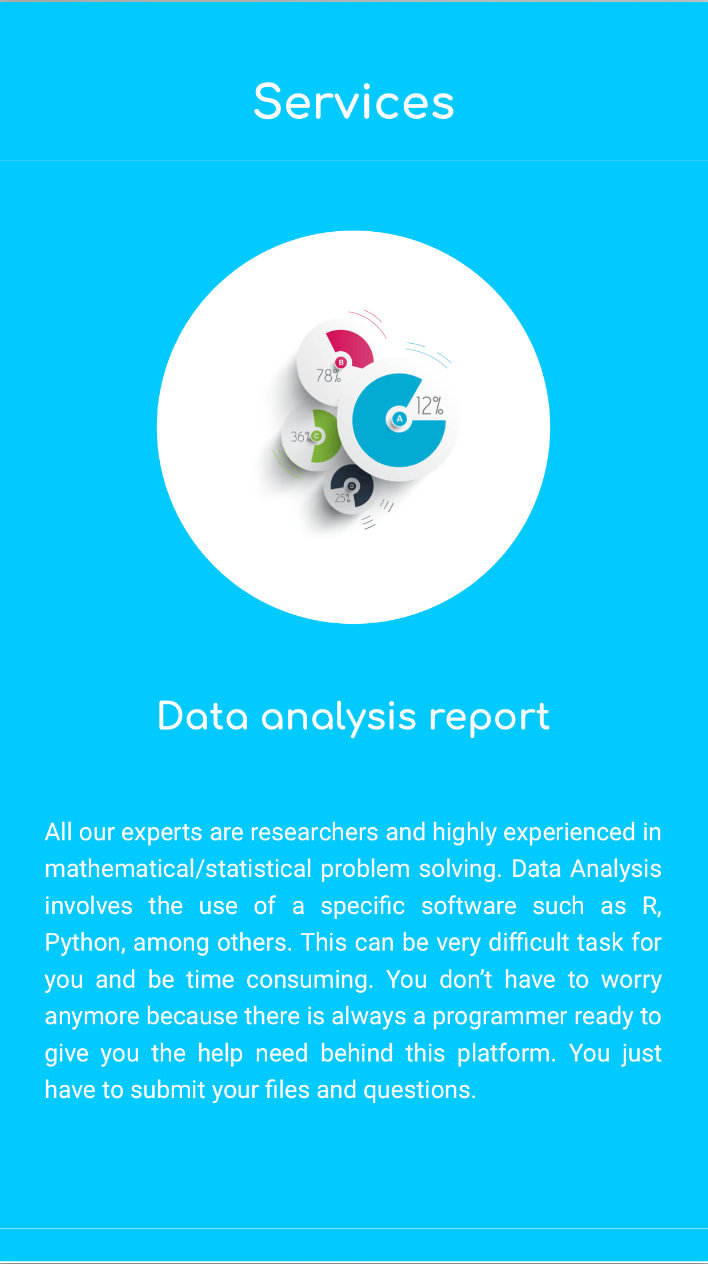 Services
B
78%
12%
A
36%
C
D
25%
Data analysis report
All our experts are researchers and highly experienced in
mathematical/statistical problem solving. Data Analysis
involves the use of a specific software such as R,
Python, among others. This can be very difficult task for
you and be time consuming. You don’t have to worry
anymore because there is always a programmer ready to
give you the help need behind this platform. You just
have to submit your files and questions.